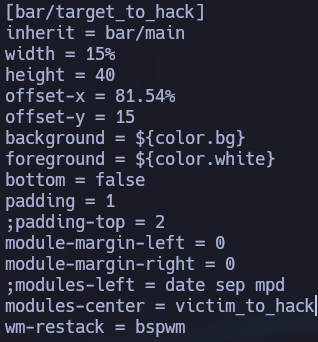 [bar/target_to_hack]
inherit = bar/main
width = 15%
height = 40
offset-x = 81.54%
offset-y = 15
background = ${color.bg}
foreground = ${color.white}
bottom = false
padding = 1
;padding-top = 2
module-margin-left = 0
module-margin-right = 0
;modules-left = date sep mpd
modules-center = victim_to_hack
wm-restack = bspwm